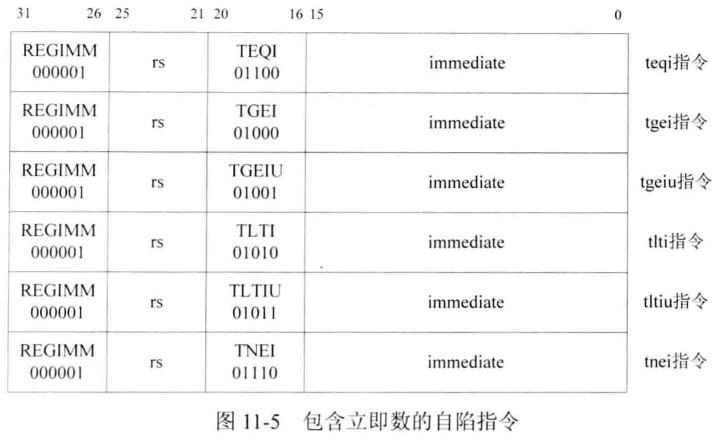 31 26 25 21 20 16 15 0
REGIMM rs TEQI immediate teqi指令
000001 01100
REGIMM rs TGEI immediate tgei指令
000001 01000
REGIMM rs TGEIU immediate tgeiu指令
000001 01001
REGIMM rs TLTI immediate tlti指令
000001 01010
REGIMM rs TLTIU immediate tltiu指令
000001 01011
REGIMM rs TNEI immediate tnei指令
000001 01110
图 11-5 包含立即数的自陷指令